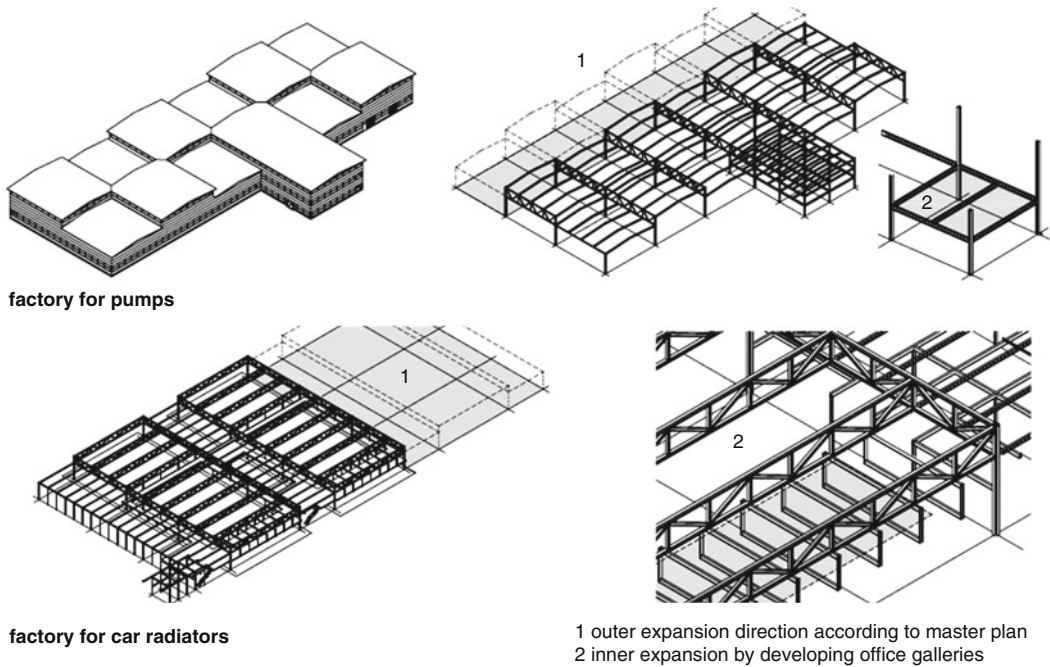 1
2
factory for pumps
1
2
factory for car radiators
1 outer expansion direction according to master plan
2 inner expansion by developing office galleries